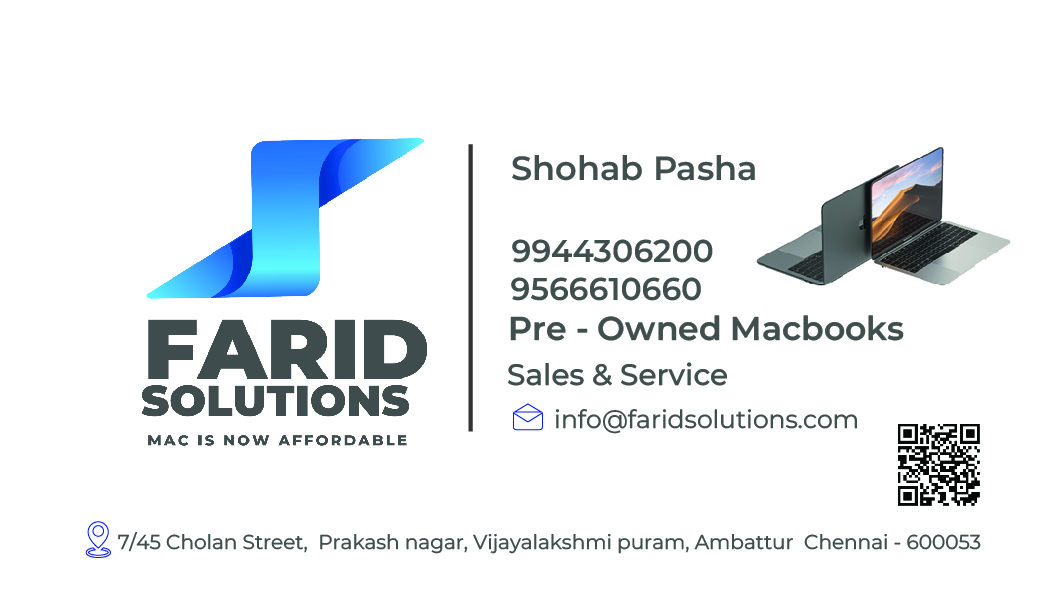 FARID
SOLUTIONS
MAC IS NOW AFFORDABLE
Shohab Pasha
9944306200
9566610660
Pre - Owned Macbooks
Sales & Service
info@faridsolutions.com
7/45 Cholan Street,  Prakash nagar, Vijayalakshmi puram, Ambattur  Chennai - 600053